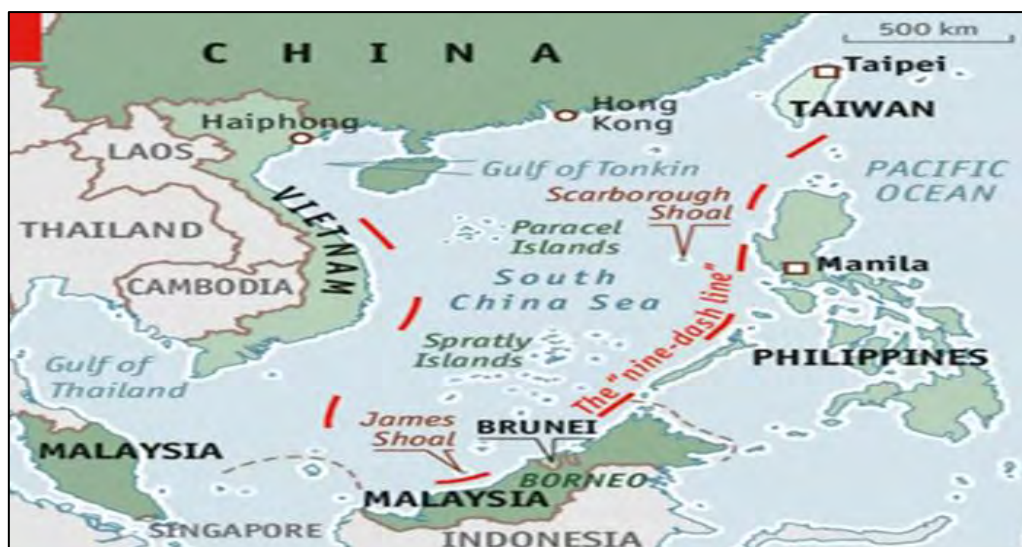 500 km
CHINA
Taipei
TAIWAN
Haiphong
Hong
Kong
LAOS
Gulf of Tonkin
PACIFIC
OCEAN
Scarborough
Shoal
VIETNAM
THAILAND
Paracel
Islands
Manila
CAMBODIA
South
China Sea
The "nine-dash line"
Spratly
Islands
PHILIPPINES
Gulf of
Thailand
James
Shoal
BRUNEI
MALAYSIA
BORNEO
MALAYSIA
SINGAPORE
INDONESIA